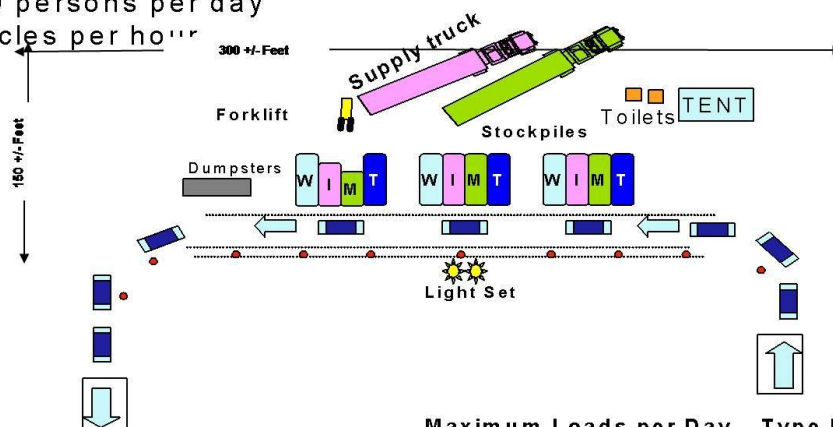 persons per day
cles per hour
300 +/- Feet
Supply truck
150 +/- Feet
Forklift
Stockpiles
Toilets
TENT
Dumpsters
W I M T
W I M T
W I M T
Light Set
Maximum Loads per Day Type